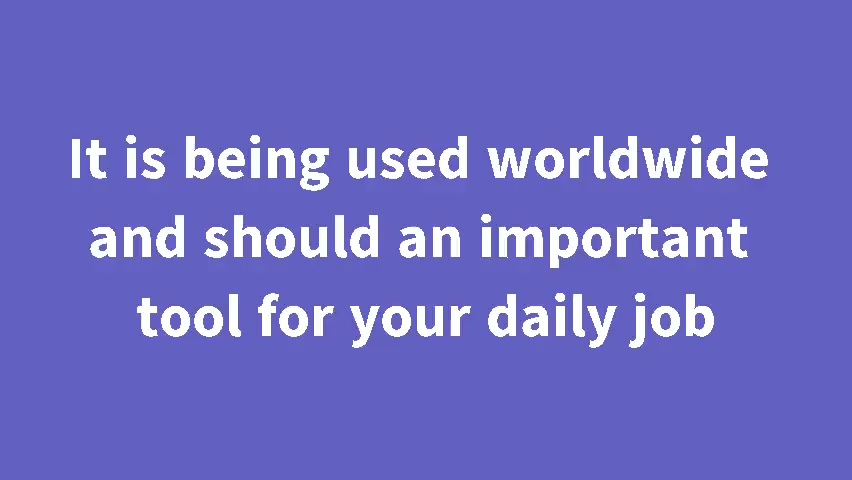 It is being used worldwide
and should an important
tool for your daily job